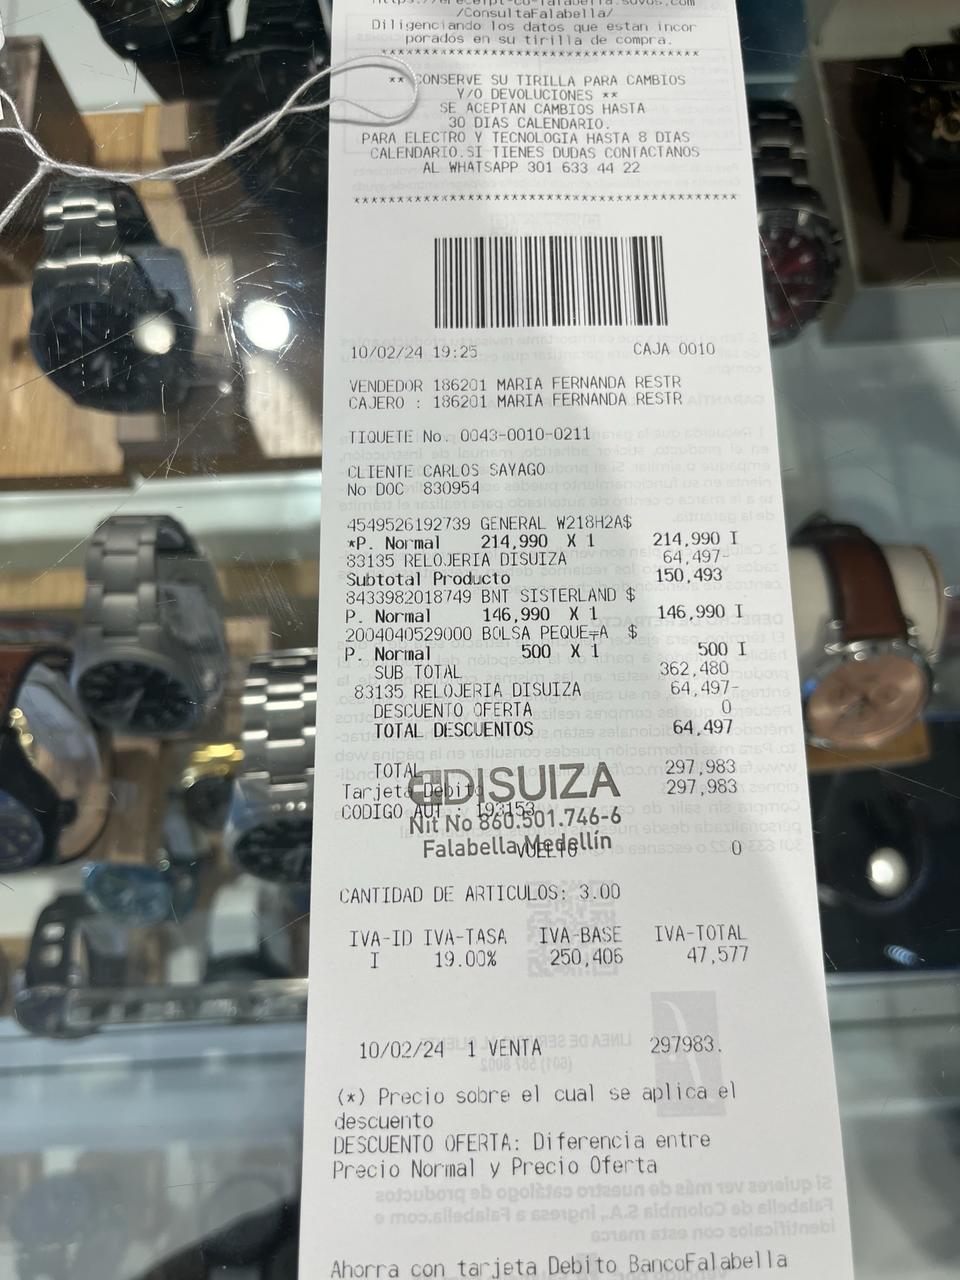 /ConsultaFalabella/
Diligenciando los datos que estan incor
porados en su tirilla de compra.
** CONSERVE SU TIRILLA PARA CAMBIOS
Y/O DEVOLUCIONES **
SE ACEPTAN CAMBIOS HASTA
30 DIAS CALENDARIO.
PARA ELECTRO Y TECNOLOGIA HASTA 8 DIAS
CALENDARIO.SI TIENES DUDAS CONTACTANOS
AL WHATSAPP 301 633 44 22
10/02/24 19:25 CAJA 0010
VENDEDOR 186201 MARIA FERNANDA RESTR
CAJERO : 186201 MARIA FERNANDA RESTR
TIQUETE No. 0043-0010-0211
CLIENTE CARLOS SAYAGO
No DOC 830954
4549526192739 GENERAL W218H2A$
*P. Normal 214,990 X 1 214,990 I
83135 RELOJERIA DISUIZA 64,497-
Subtotal Producto 150,493
8433982018749 BNT SISTERLAND $
P. Normal 146,990 X 1 146,990 I
2004040529000 BOLSA PEQUE¬A $
P. Normal 500 X 1 500 I
SUB TOTAL 362,480
83135 RELOJERIA DISUIZA 64,497-
DESCUENTO OFERTA 0
TOTAL DESCUENTOS 64,497
TOTAL 297,983
DISUIZA
Tarjeta Debito 297,983
CODIGO AUT. 193153
Nit No 860.501.746-6
Falabella Medellín
VUELTO 0
CANTIDAD DE ARTICULOS: 3.00
IVA-ID IVA-TASA IVA-BASE IVA-TOTAL
I 19.00% 250,406 47,577
10/02/24 1 VENTA 297983.
(*) Precio sobre el cual se aplica el
descuento
DESCUENTO OFERTA: Diferencia entre
Precio Normal y Precio Oferta
Ahorra con tarjeta Debito BancoFalabella